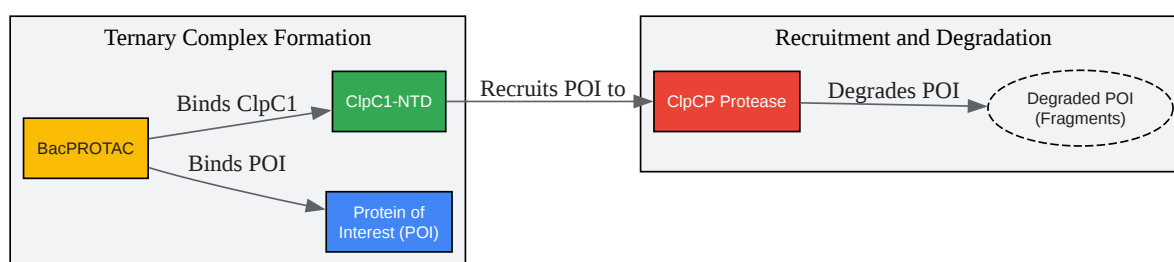 Ternary Complex Formation
Recruitment and Degradation
BacPROTAC
Binds ClpC1
Binds POI
ClpC1-NTD
Protein of
Interest (POI)
Recruits POI to
ClpCP Protease
Degrades POI
Degraded POI
(Fragments)